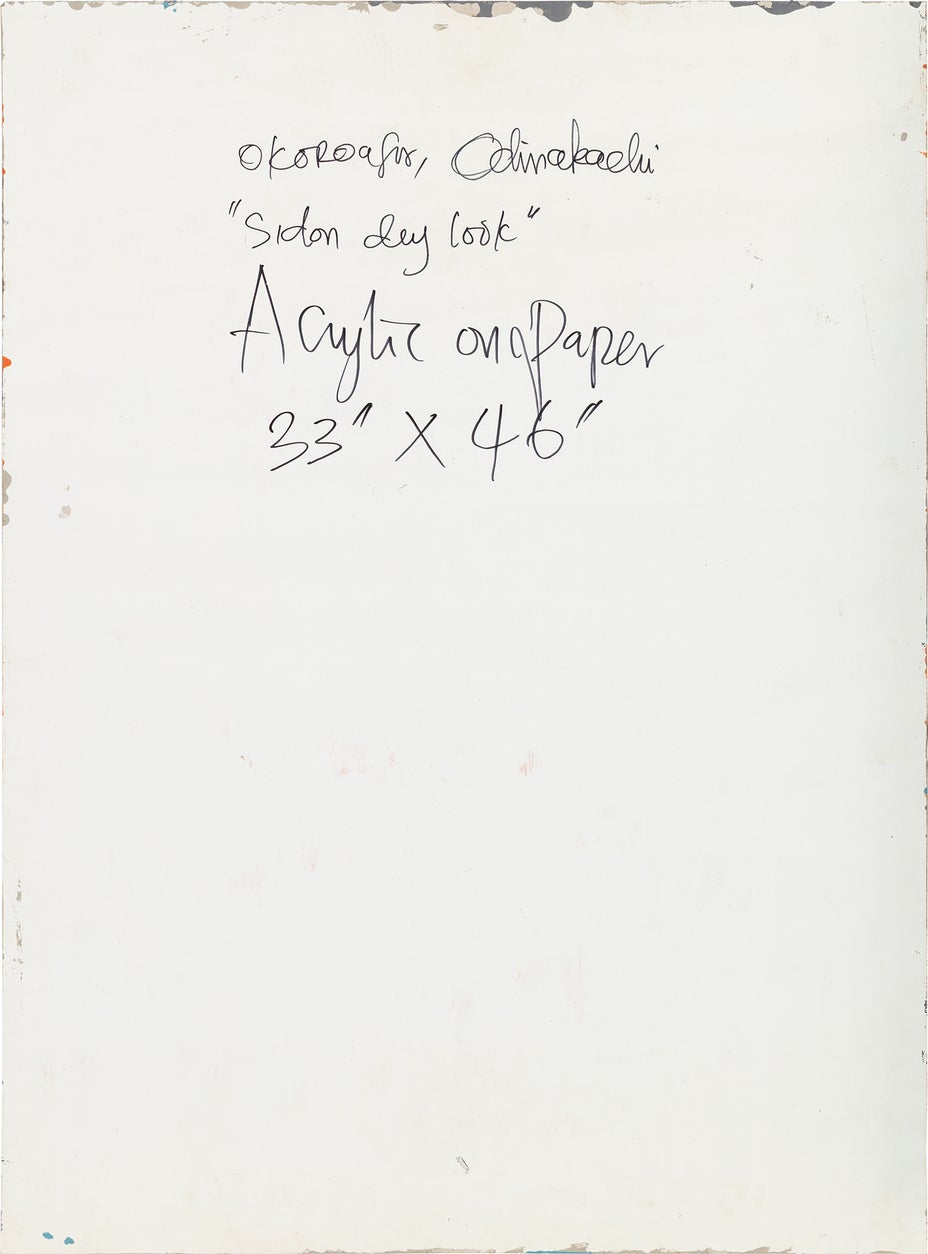 OKOROafor, Odinakachi
"Sidon dey look"
Acrylic on Paper
33" X 46"